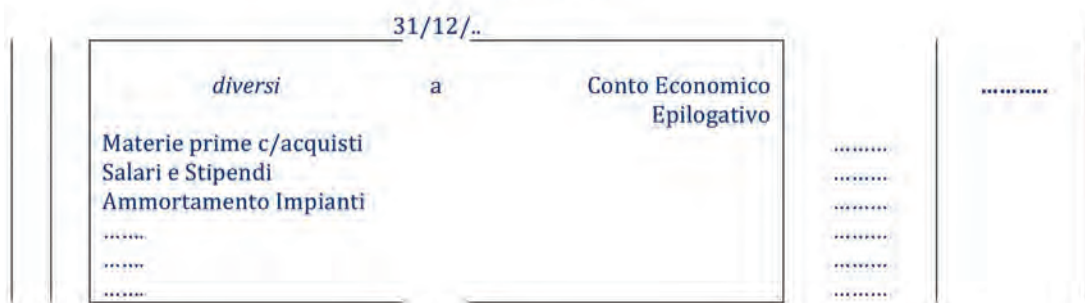 31/12/..
diversi a Conto Economico ...........
Epilogativo
Materie prime c/acquisti .........
Salari e Stipendi .........
Ammortamento Impianti .........
....... .........
....... .........
....... .........